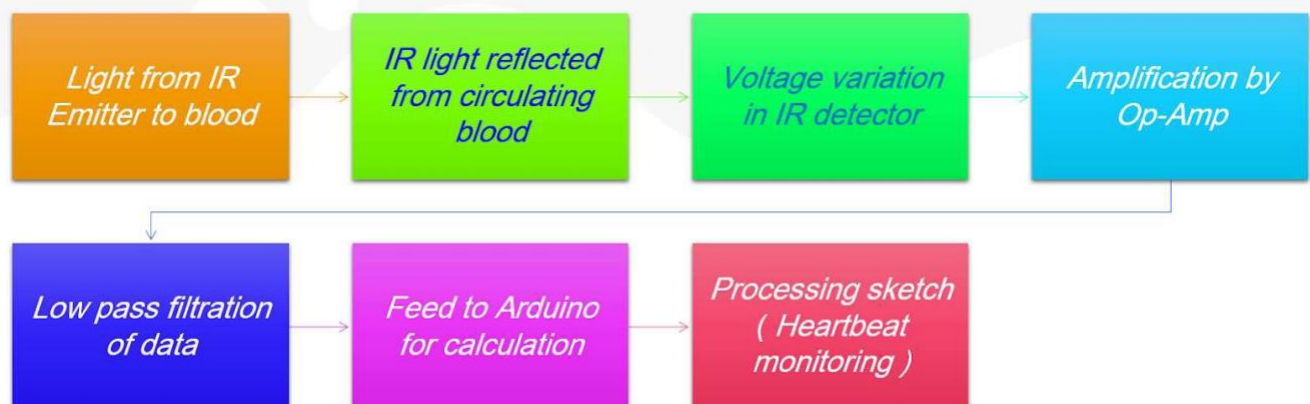 Light from IR
Emitter to blood
IR light reflected
from circulating
blood
Voltage variation
in IR detector
Amplification by
Op-Amp
Low pass filtration
of data
Feed to Arduino
for calculation
Processing sketch
( Heartbeat
monitoring )